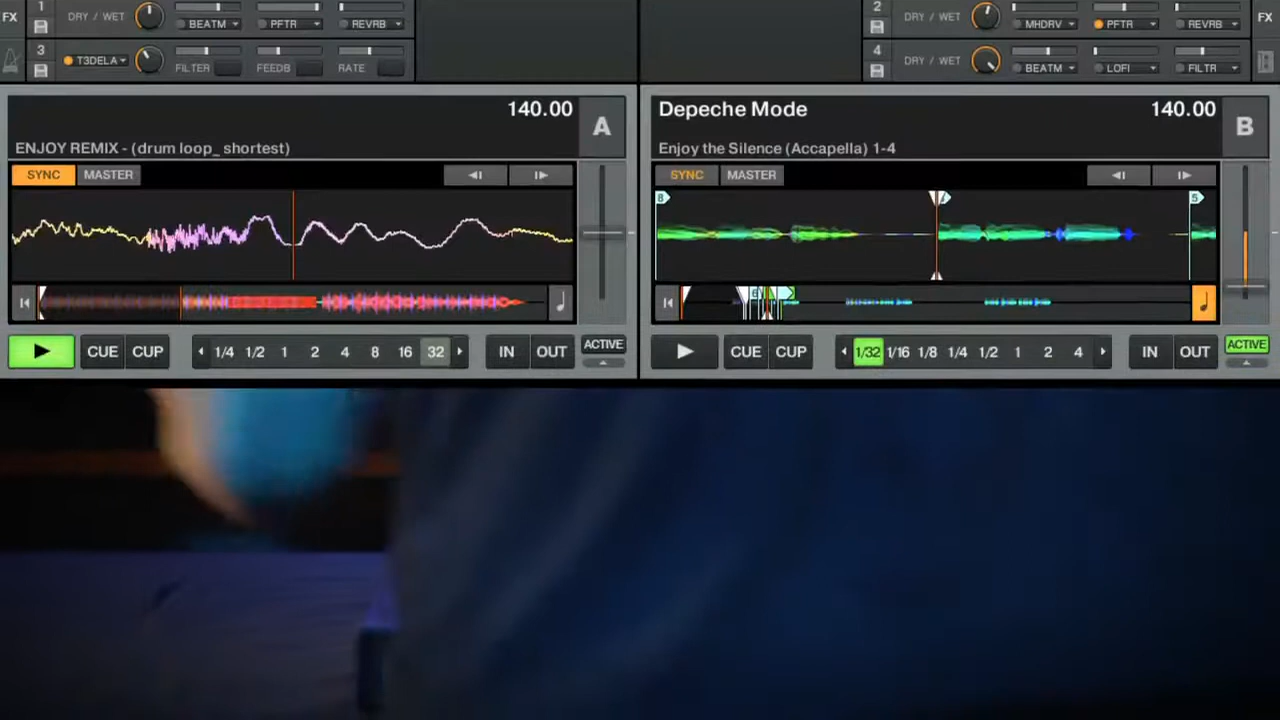 FX 1 DRY / WET BEATM PFTR REVRB
3 T3DELA FILTER FEEDB RATE
2 DRY / WET MHDRV PFTR REVRB FX
4 DRY / WET BEATM LOFI FILTR
140.00 A
ENJOY REMIX - (drum loop_ shortest)
SYNC MASTER
CUE CUP 1/4 1/2 1 2 4 8 16 32 IN OUT ACTIVE
Depeche Mode 140.00 B
Enjoy the Silence (Accapella) 1-4
SYNC MASTER
8 5
CUE CUP 1/32 1/16 1/8 1/4 1/2 1 2 4 IN OUT ACTIVE